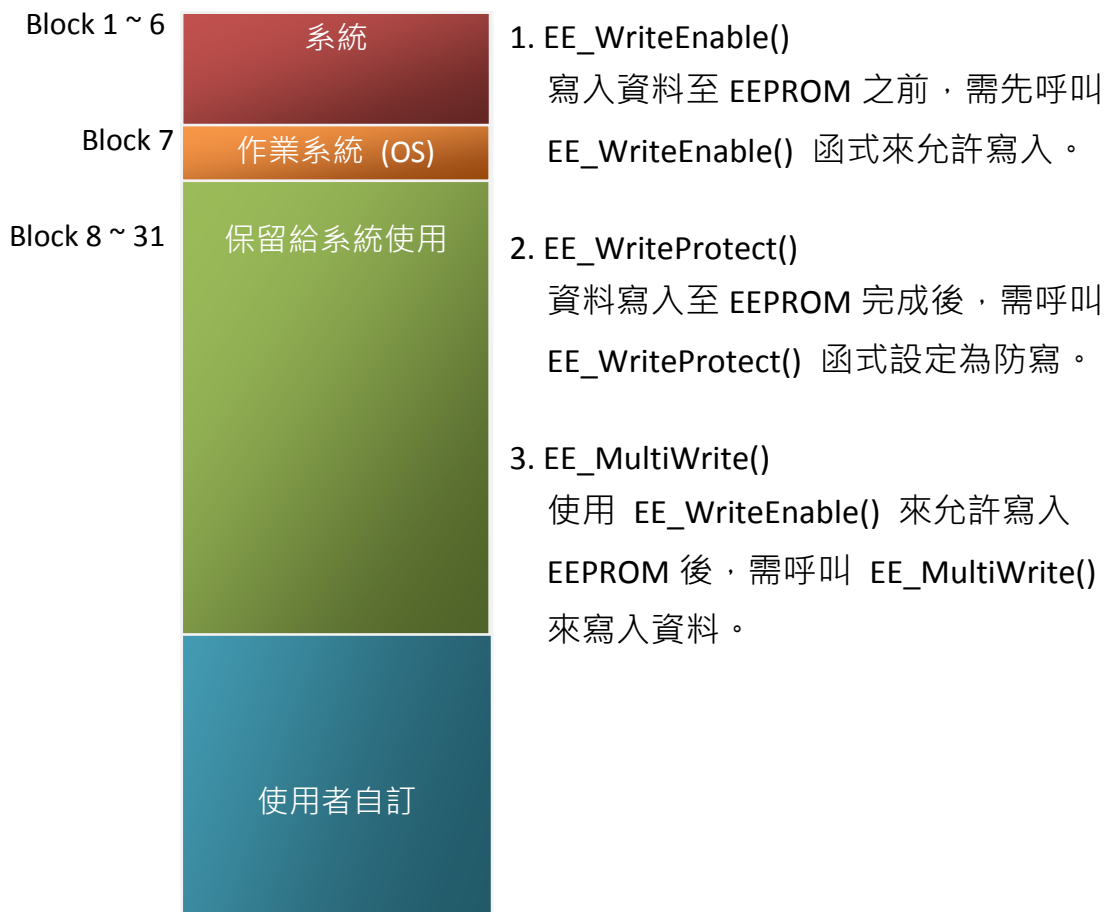 Block 1 ~ 6
系統
Block 7
作業系統 (OS)
Block 8 ~ 31
保留給系統使用
使用者自訂
1. EE_WriteEnable()
寫入資料至 EEPROM 之前，需先呼叫
EE_WriteEnable() 函式來允許寫入。
2. EE_WriteProtect()
資料寫入至 EEPROM 完成後，需呼叫
EE_WriteProtect() 函式設定為防寫。
3. EE_MultiWrite()
使用 EE_WriteEnable() 來允許寫入
EEPROM 後，需呼叫 EE_MultiWrite()
來寫入資料。